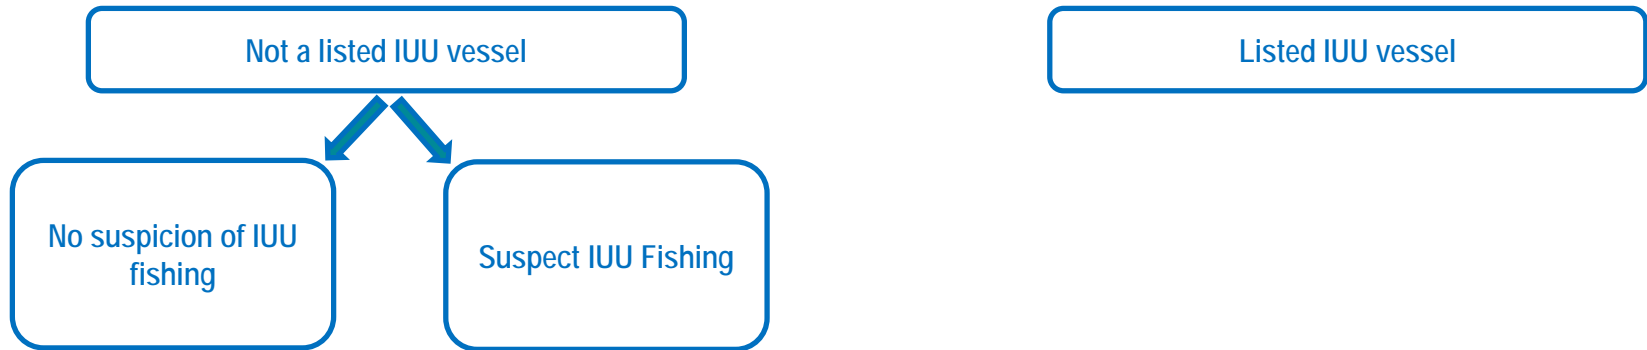 Not a listed IUU vessel
Listed IUU vessel
No suspicion of IUU
fishing
Suspect IUU Fishing